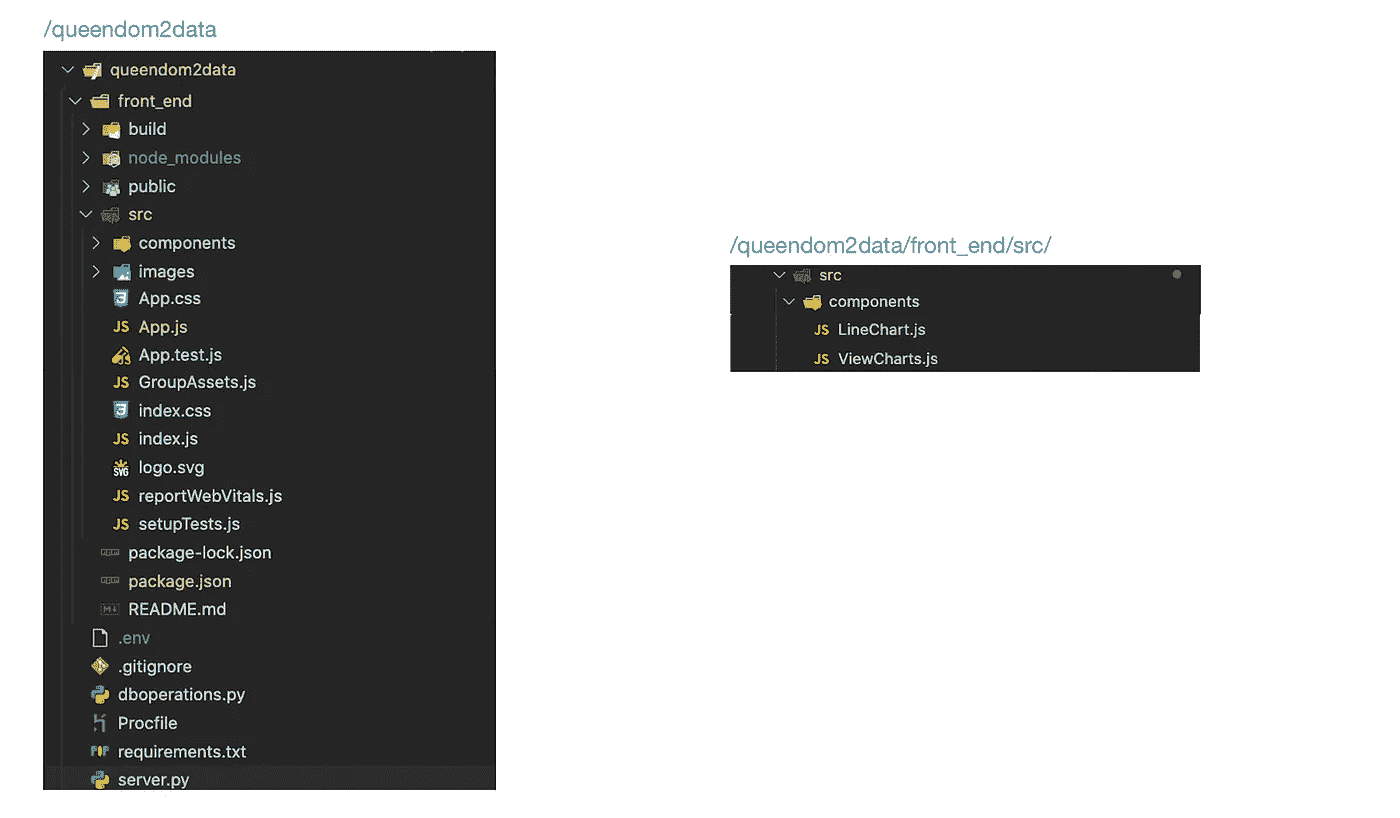 /queendom2data
queendom2data
front_end
build
node_modules
public
src
components
images
App.css
JS App.js
App.test.js
JS GroupAssets.js
index.css
JS index.js
SVG logo.svg
JS reportWebVitals.js
JS setupTests.js
package-lock.json
package.json
M↓ README.md
.env
.gitignore
dboperations.py
Procfile
requirements.txt
server.py
/queendom2data/front_end/src/
src
components
JS LineChart.js
JS ViewCharts.js